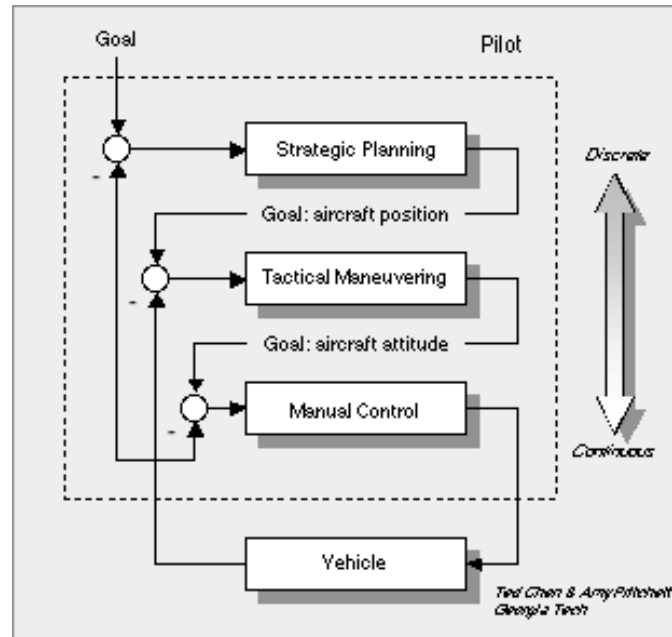 Goal
Pilot
-
Strategic Planning
Discrete
Goal: aircraft position
-
Tactical Maneuvering
Goal: aircraft attitude
-
Manual Control
Continuous
Vehicle
Ted Chen & Amy Pritchett
Georgia Tech